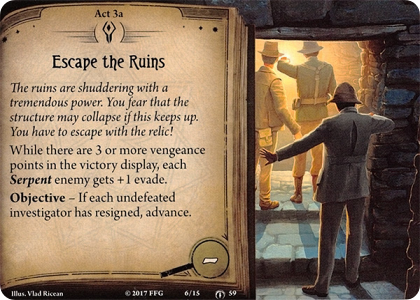 Act 3a
Escape the Ruins
The ruins are shuddering with a
tremendous power. You fear that the
structure may collapse if this keeps up.
You have to escape with the relic!
While there are 3 or more vengeance
points in the victory display, each
Serpent enemy gets +1 evade.
Objective – If each undefeated
investigator has resigned, advance.
–
Illus. Vlad Ricean © 2017 FFG 6/15 59